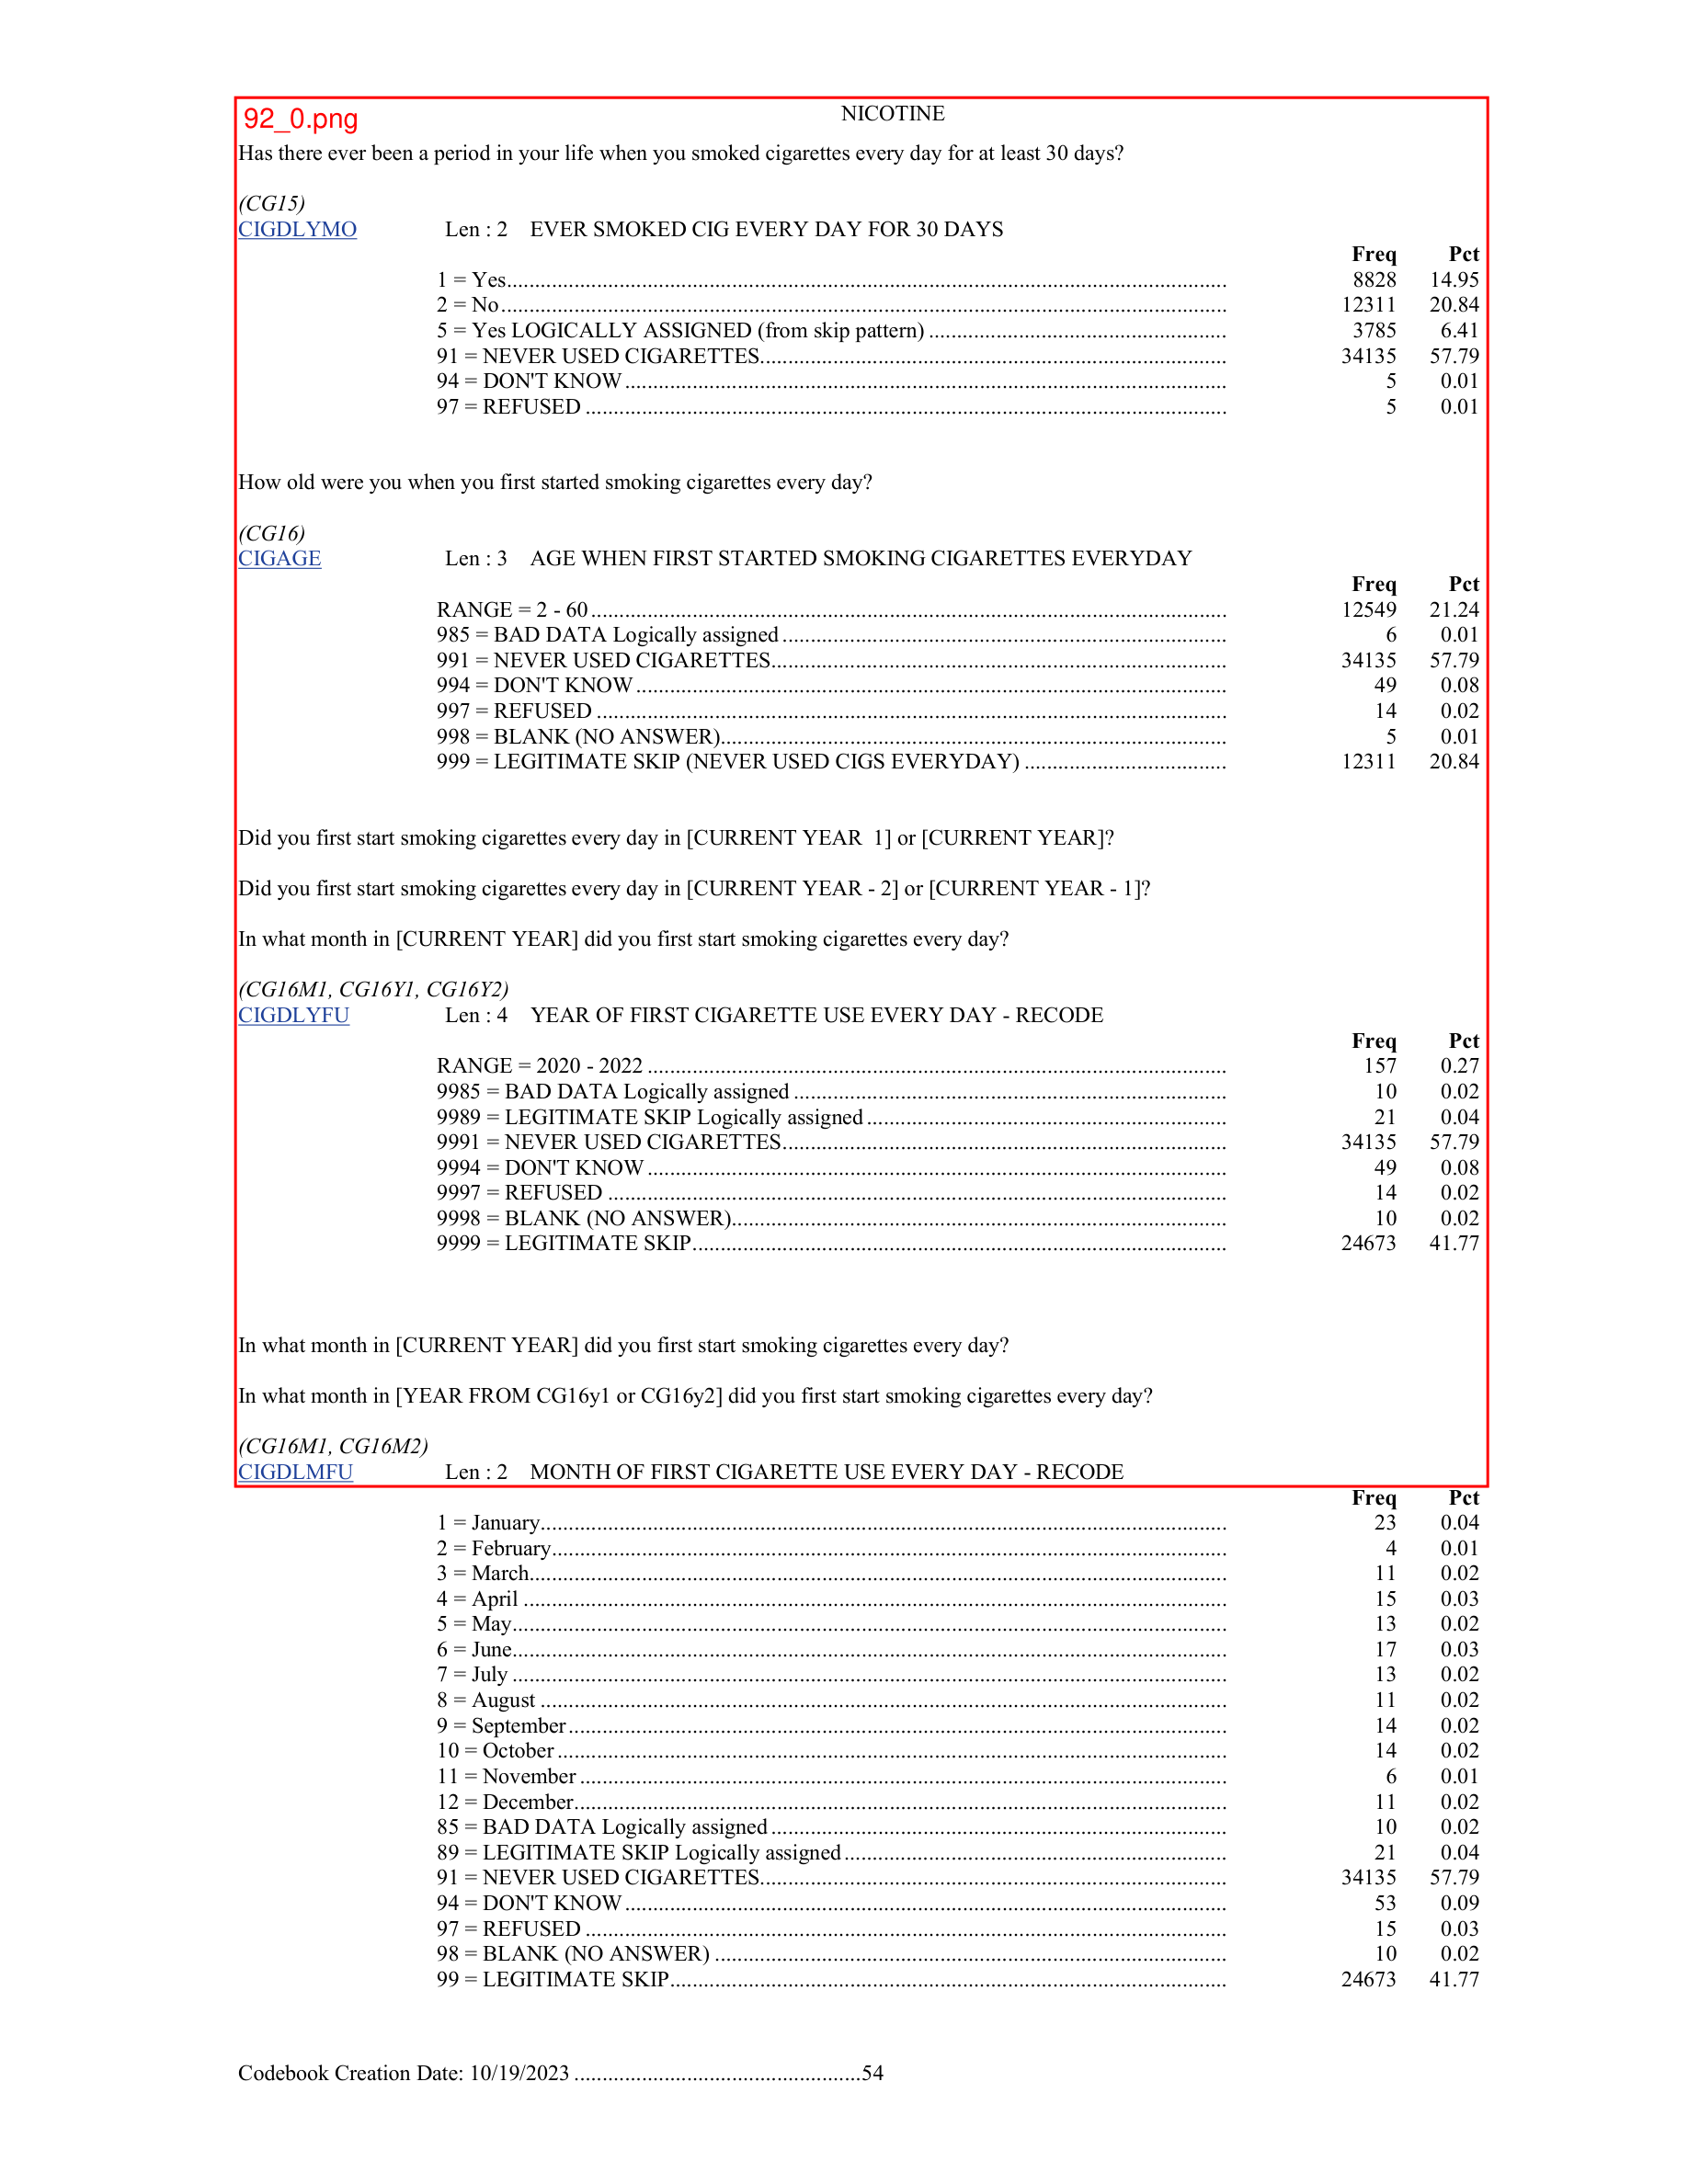 92_0.png
NICOTINE
Has there ever been a period in your life when you smoked cigarettes every day for at least 30 days?
(CG15)
CIGDLYMO Len : 2 EVER SMOKED CIG EVERY DAY FOR 30 DAYS
Freq Pct
1 = Yes 8828 14.95
2 = No 12311 20.84
5 = Yes LOGICALLY ASSIGNED (from skip pattern) 3785 6.41
91 = NEVER USED CIGARETTES 34135 57.79
94 = DON'T KNOW 5 0.01
97 = REFUSED 5 0.01
How old were you when you first started smoking cigarettes every day?
(CG16)
CIGAGE Len : 3 AGE WHEN FIRST STARTED SMOKING CIGARETTES EVERYDAY
Freq Pct
RANGE = 2 - 60 12549 21.24
985 = BAD DATA Logically assigned 6 0.01
991 = NEVER USED CIGARETTES 34135 57.79
994 = DON'T KNOW 49 0.08
997 = REFUSED 14 0.02
998 = BLANK (NO ANSWER) 5 0.01
999 = LEGITIMATE SKIP (NEVER USED CIGS EVERYDAY) 12311 20.84
Did you first start smoking cigarettes every day in [CURRENT YEAR  1] or [CURRENT YEAR]?
Did you first start smoking cigarettes every day in [CURRENT YEAR - 2] or [CURRENT YEAR - 1]?
In what month in [CURRENT YEAR] did you first start smoking cigarettes every day?
(CG16M1, CG16Y1, CG16Y2)
CIGDLYFU Len : 4 YEAR OF FIRST CIGARETTE USE EVERY DAY - RECODE
Freq Pct
RANGE = 2020 - 2022 157 0.27
9985 = BAD DATA Logically assigned 10 0.02
9989 = LEGITIMATE SKIP Logically assigned 21 0.04
9991 = NEVER USED CIGARETTES 34135 57.79
9994 = DON'T KNOW 49 0.08
9997 = REFUSED 14 0.02
9998 = BLANK (NO ANSWER) 10 0.02
9999 = LEGITIMATE SKIP 24673 41.77
In what month in [CURRENT YEAR] did you first start smoking cigarettes every day?
In what month in [YEAR FROM CG16y1 or CG16y2] did you first start smoking cigarettes every day?
(CG16M1, CG16M2)
CIGDLMFU Len : 2 MONTH OF FIRST CIGARETTE USE EVERY DAY - RECODE
Freq Pct
1 = January 23 0.04
2 = February 4 0.01
3 = March 11 0.02
4 = April 15 0.03
5 = May 13 0.02
6 = June 17 0.03
7 = July 13 0.02
8 = August 11 0.02
9 = September 14 0.02
10 = October 14 0.02
11 = November 6 0.01
12 = December 11 0.02
85 = BAD DATA Logically assigned 10 0.02
89 = LEGITIMATE SKIP Logically assigned 21 0.04
91 = NEVER USED CIGARETTES 34135 57.79
94 = DON'T KNOW 53 0.09
97 = REFUSED 15 0.03
98 = BLANK (NO ANSWER) 10 0.02
99 = LEGITIMATE SKIP 24673 41.77
Codebook Creation Date: 10/19/2023 54